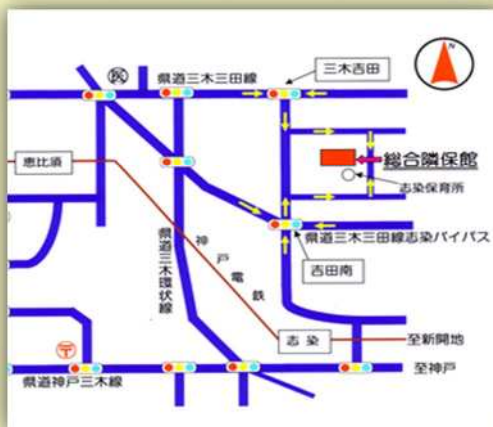 N
県道三木三田線
三木吉田
恵比須
総合隣保館
志染保育所
県道三木三田線志染バイパス
吉田南
県道三木環状線
神戸電鉄
志染
至新開地
〒
県道神戸三木線
至神戸